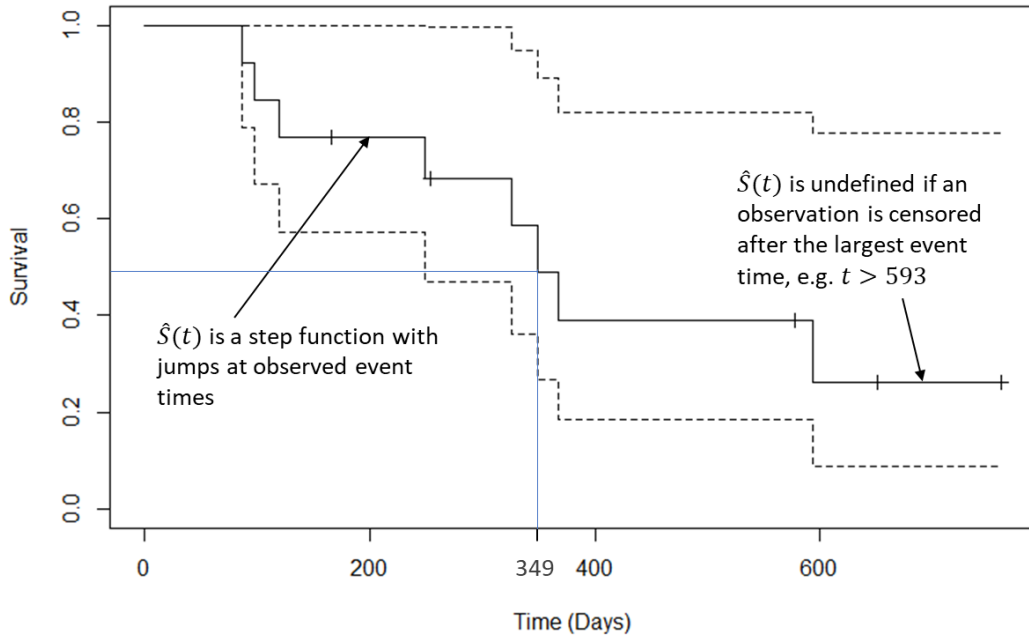 1.0
0.8
0.6
0.4
0.2
0.0
Survival
Ŝ(t) is a step function with
jumps at observed event
times
Ŝ(t) is undefined if an
observation is censored
after the largest event
time, e.g. t > 593
0
200
349
400
600
Time (Days)